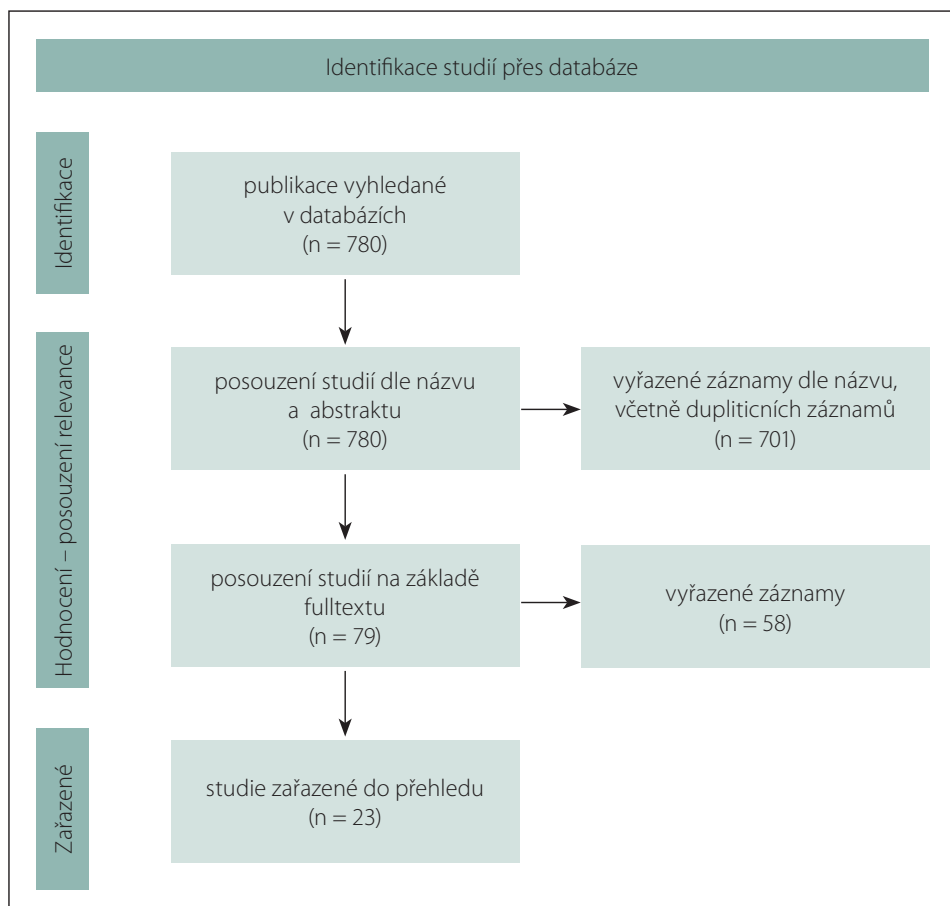 Identifikace studií přes databáze
Identifikace
publikace vyhledané
v databázích
(n = 780)
Hodnocení – posouzení relevance
posouzení studií dle názvu
a abstraktu
(n = 780)
vyřazené záznamy dle názvu,
včetně dupliticních záznamů
(n = 701)
posouzení studií na základě
fulltextu
(n = 79)
vyřazené záznamy
(n = 58)
Zařazené
studie zařazené do přehledu
(n = 23)